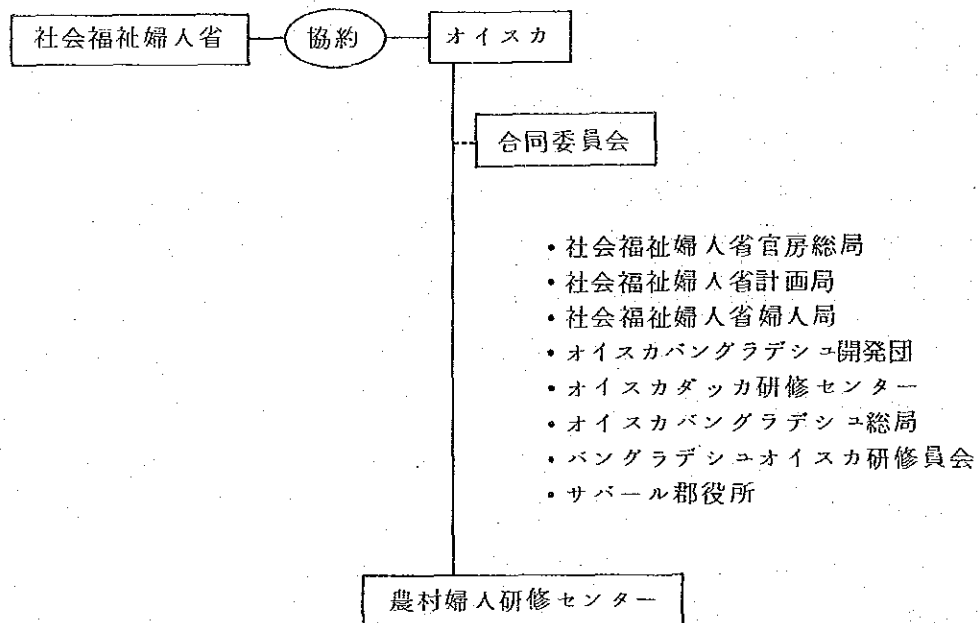 社会福祉婦人省 協約 オイスカ
合同委員会
・社会福祉婦人省官房総局
・社会福祉婦人省計画局
・社会福祉婦人省婦人局
・オイスカバングラデシュ開発団
・オイスカダッカ研修センター
・オイスカバングラデシュ総局
・バングラデシュオイスカ研修員会
・サバール郡役所
農村婦人研修センター